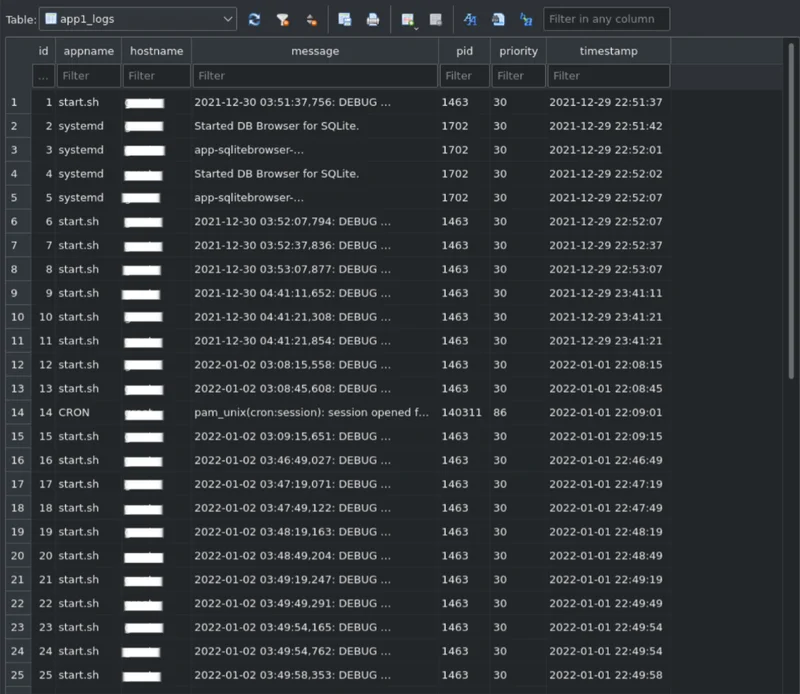 Table: app1_logs Filter in any column
id appname hostname message pid priority timestamp
... Filter Filter Filter Filter Filter Filter
1 1 start.sh 2021-12-30 03:51:37,756: DEBUG ... 1463 30 2021-12-29 22:51:37
2 2 systemd Started DB Browser for SQLite. 1702 30 2021-12-29 22:51:42
3 3 systemd app-sqlitebrowser-... 1702 30 2021-12-29 22:52:01
4 4 systemd Started DB Browser for SQLite. 1702 30 2021-12-29 22:52:02
5 5 systemd app-sqlitebrowser-... 1702 30 2021-12-29 22:52:07
6 6 start.sh 2021-12-30 03:52:07,794: DEBUG ... 1463 30 2021-12-29 22:52:07
7 7 start.sh 2021-12-30 03:52:37,836: DEBUG ... 1463 30 2021-12-29 22:52:37
8 8 start.sh 2021-12-30 03:53:07,877: DEBUG ... 1463 30 2021-12-29 22:53:07
9 9 start.sh 2021-12-30 04:41:11,652: DEBUG ... 1463 30 2021-12-29 23:41:11
10 10 start.sh 2021-12-30 04:41:21,308: DEBUG ... 1463 30 2021-12-29 23:41:21
11 11 start.sh 2021-12-30 04:41:21,854: DEBUG ... 1463 30 2021-12-29 23:41:21
12 12 start.sh 2022-01-02 03:08:15,558: DEBUG ... 1463 30 2022-01-01 22:08:15
13 13 start.sh 2022-01-02 03:08:45,608: DEBUG ... 1463 30 2022-01-01 22:08:45
14 14 CRON pam_unix(cron:session): session opened f... 140311 86 2022-01-01 22:09:01
15 15 start.sh 2022-01-02 03:09:15,651: DEBUG ... 1463 30 2022-01-01 22:09:15
16 16 start.sh 2022-01-02 03:46:49,027: DEBUG ... 1463 30 2022-01-01 22:46:49
17 17 start.sh 2022-01-02 03:47:19,071: DEBUG ... 1463 30 2022-01-01 22:47:19
18 18 start.sh 2022-01-02 03:47:49,122: DEBUG ... 1463 30 2022-01-01 22:47:49
19 19 start.sh 2022-01-02 03:48:19,163: DEBUG ... 1463 30 2022-01-01 22:48:19
20 20 start.sh 2022-01-02 03:48:49,204: DEBUG ... 1463 30 2022-01-01 22:48:49
21 21 start.sh 2022-01-02 03:49:19,247: DEBUG ... 1463 30 2022-01-01 22:49:19
22 22 start.sh 2022-01-02 03:49:49,291: DEBUG ... 1463 30 2022-01-01 22:49:49
23 23 start.sh 2022-01-02 03:49:54,165: DEBUG ... 1463 30 2022-01-01 22:49:54
24 24 start.sh 2022-01-02 03:49:54,762: DEBUG ... 1463 30 2022-01-01 22:49:54
25 25 start.sh 2022-01-02 03:49:58,353: DEBUG ... 1463 30 2022-01-01 22:49:58